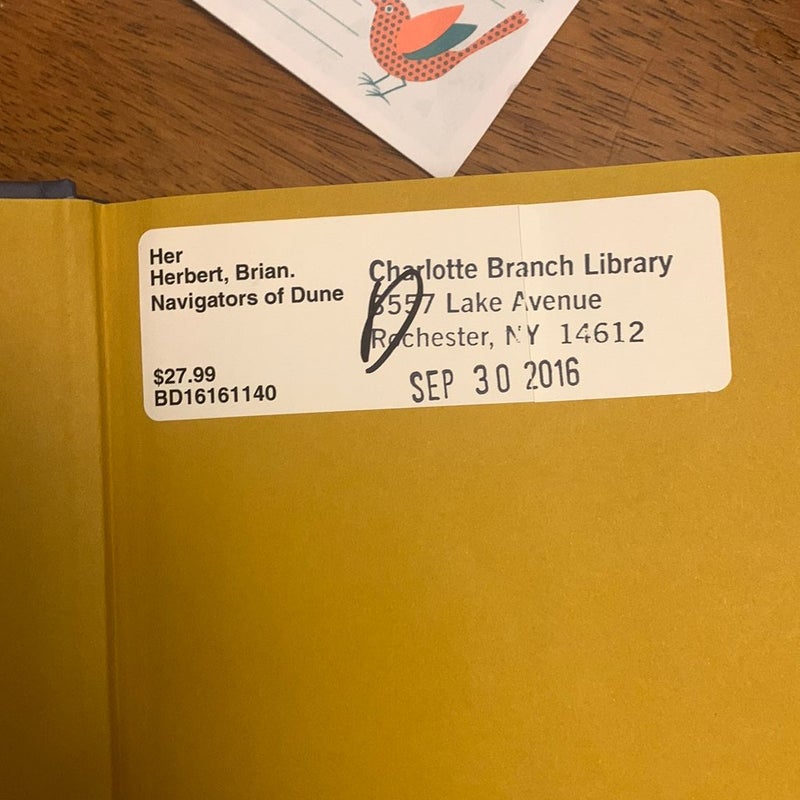 Her
Herbert, Brian.
Navigators of Dune
$27.99
BD16161140
Charlotte Branch Library
3557 Lake Avenue
Rochester, NY 14612
SEP 30 2016
D